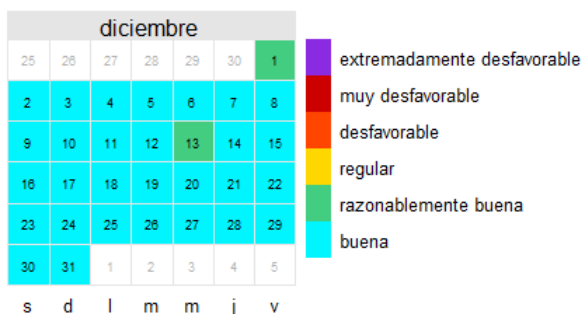 diciembre
25 26 27 28 29 30 1
2 3 4 5 6 7 8
9 10 11 12 13 14 15
16 17 18 19 20 21 22
23 24 25 26 27 28 29
30 31 1 2 3 4 5
s d l m m j v
extremadamente desfavorable
muy desfavorable
desfavorable
regular
razonablemente buena
buena